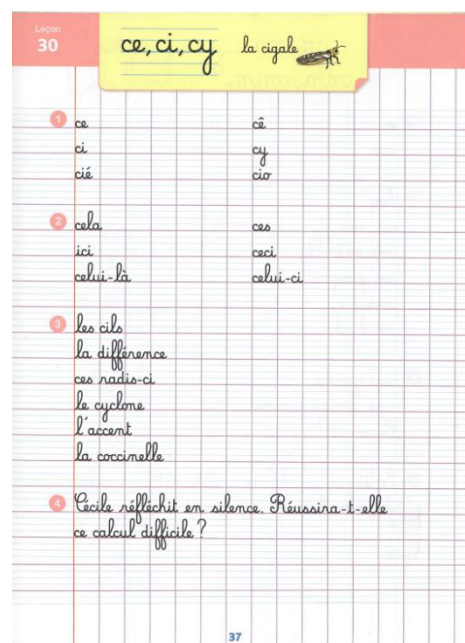 Leçon
30
ce, ci, cy la cigale
1 ce cê
ci cy
cié cio
2 cela ces
ici ceci
celui-là celui-ci
3 les cils
la différence
ces radis-ci
le cyclone
l'accent
la coccinelle
4 Cécile réfléchit en silence. Réussira-t-elle
ce calcul difficile ?
37